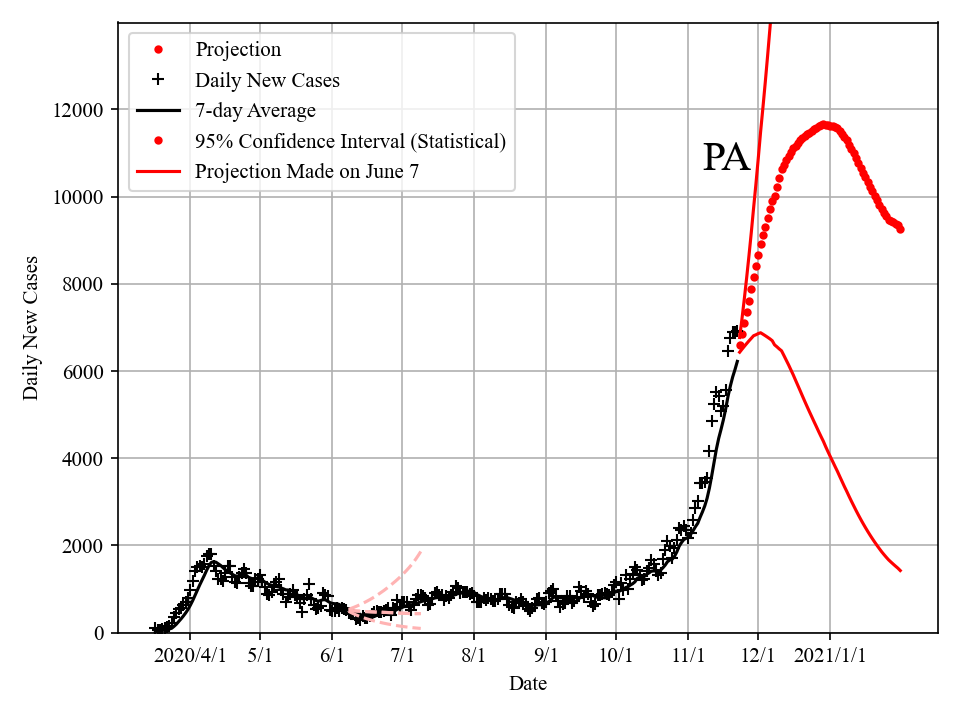 Projection
Daily New Cases
7-day Average
95% Confidence Interval (Statistical)
Projection Made on June 7
PA
Daily New Cases
12000
10000
8000
6000
4000
2000
0
2020/4/1 5/1 6/1 7/1 8/1 9/1 10/1 11/1 12/1 2021/1/1
Date